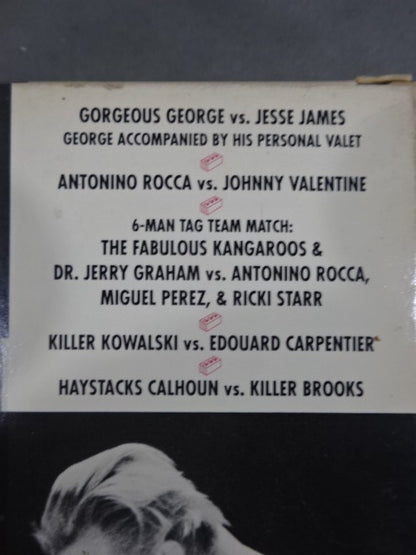 GORGEOUS GEORGE vs. JESSE JAMES
GEORGE ACCOMPANIED BY HIS PERSONAL VALET
ANTONINO ROCCA vs. JOHNNY VALENTINE
6-MAN TAG TEAM MATCH:
THE FABULOUS KANGAROOS &
DR. JERRY GRAHAM vs. ANTONINO ROCCA,
MIGUEL PEREZ, & RICKI STARR
KILLER KOWALSKI vs. EDOUARD CARPENTIER
HAYSTACKS CALHOUN vs. KILLER BROOKS